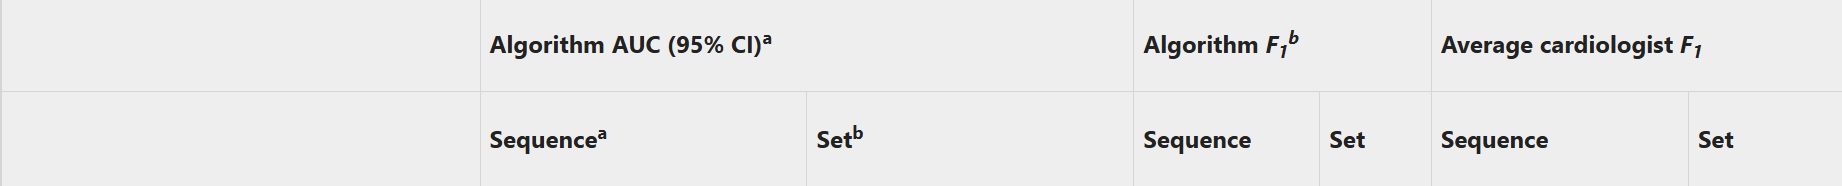 Algorithm AUC (95% CI)ᵃ Algorithm F₁ᵇ Average cardiologist F₁
Sequenceᵃ Setᵇ Sequence Set Sequence Set